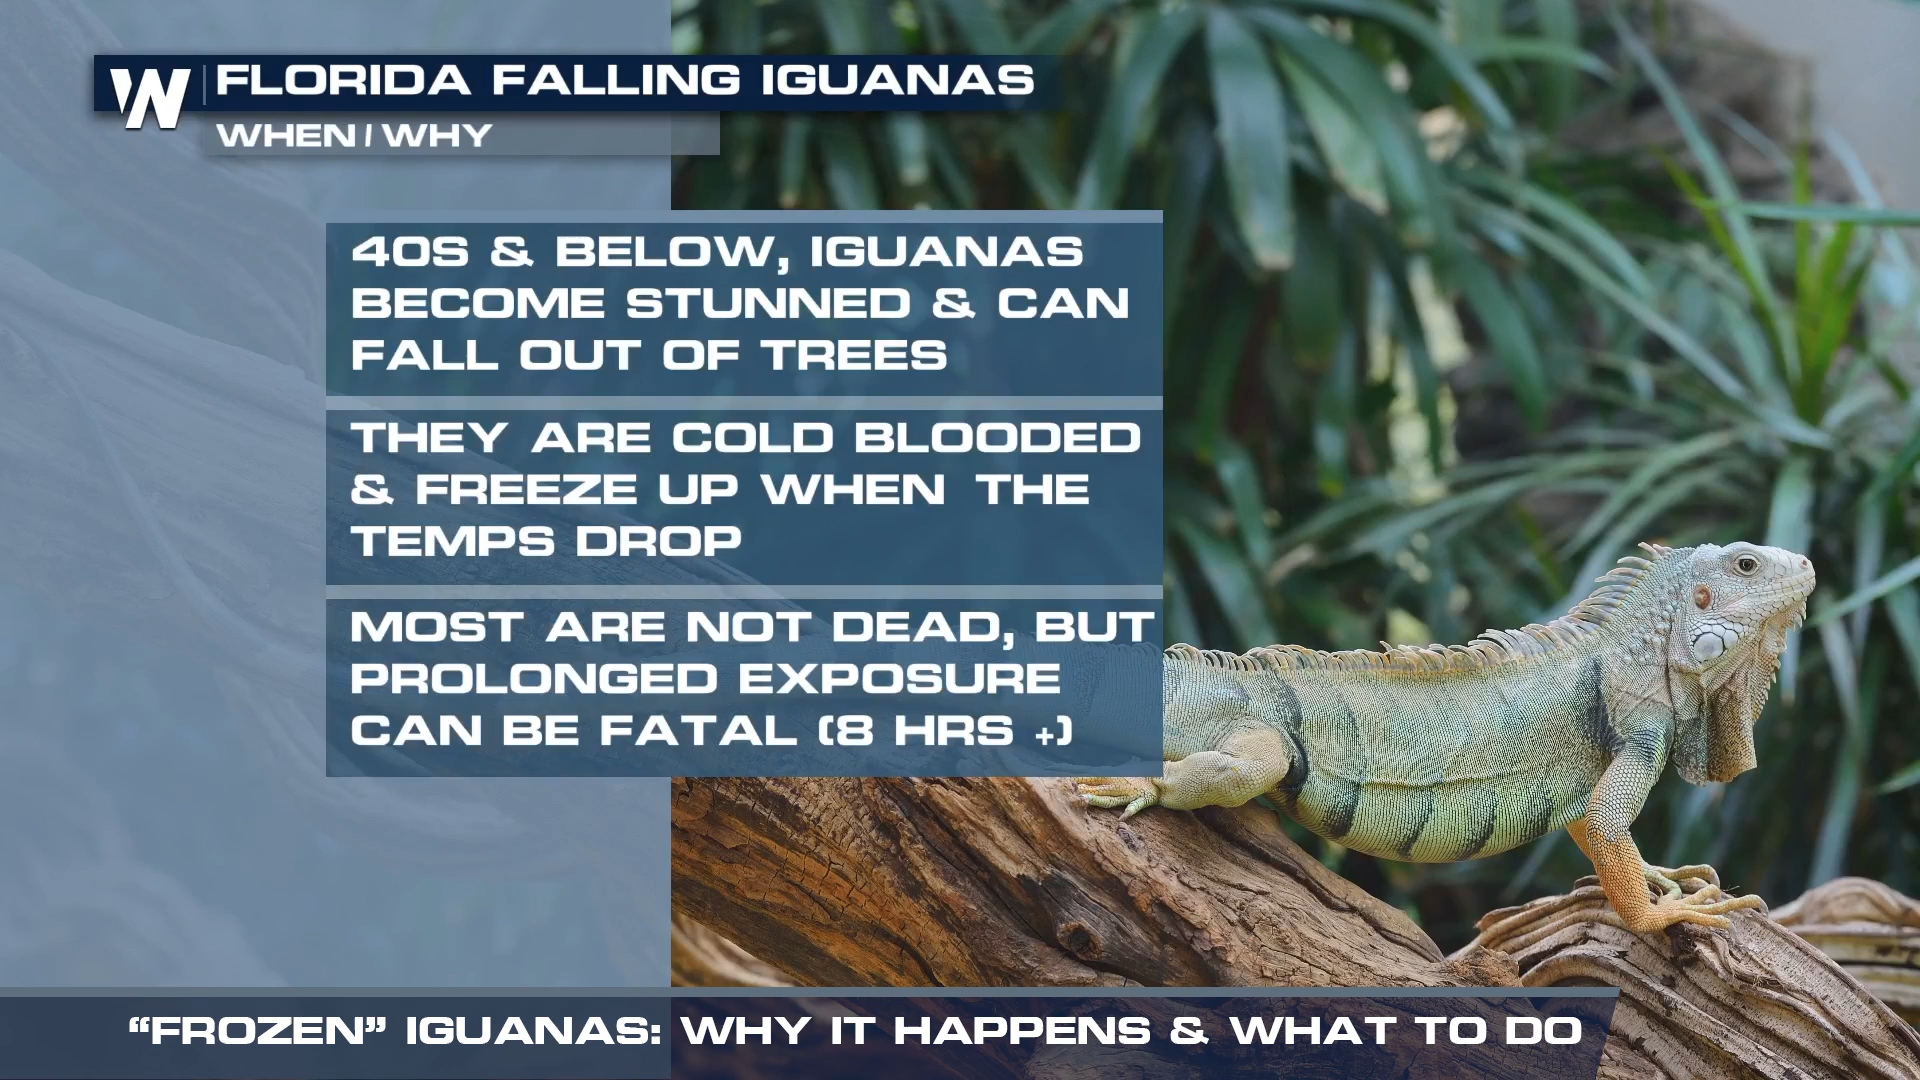 W
FLORIDA FALLING IGUANAS
WHEN/WHY
40S & BELOW, IGUANAS
BECOME STUNNED & CAN
FALL OUT OF TREES
THEY ARE COLD BLOODED
& FREEZE UP WHEN THE
TEMPS DROP
MOST ARE NOT DEAD, BUT
PROLONGED EXPOSURE
CAN BE FATAL (8 HRS +)
“FROZEN” IGUANAS: WHY IT HAPPENS & WHAT TO DO